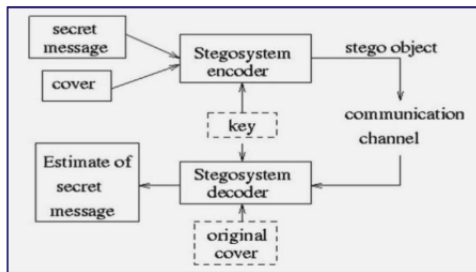 secret
message
cover
Stegosystem
encoder
stego object
key
communication
channel
Estimate of
secret
message
Stegosystem
decoder
original
cover